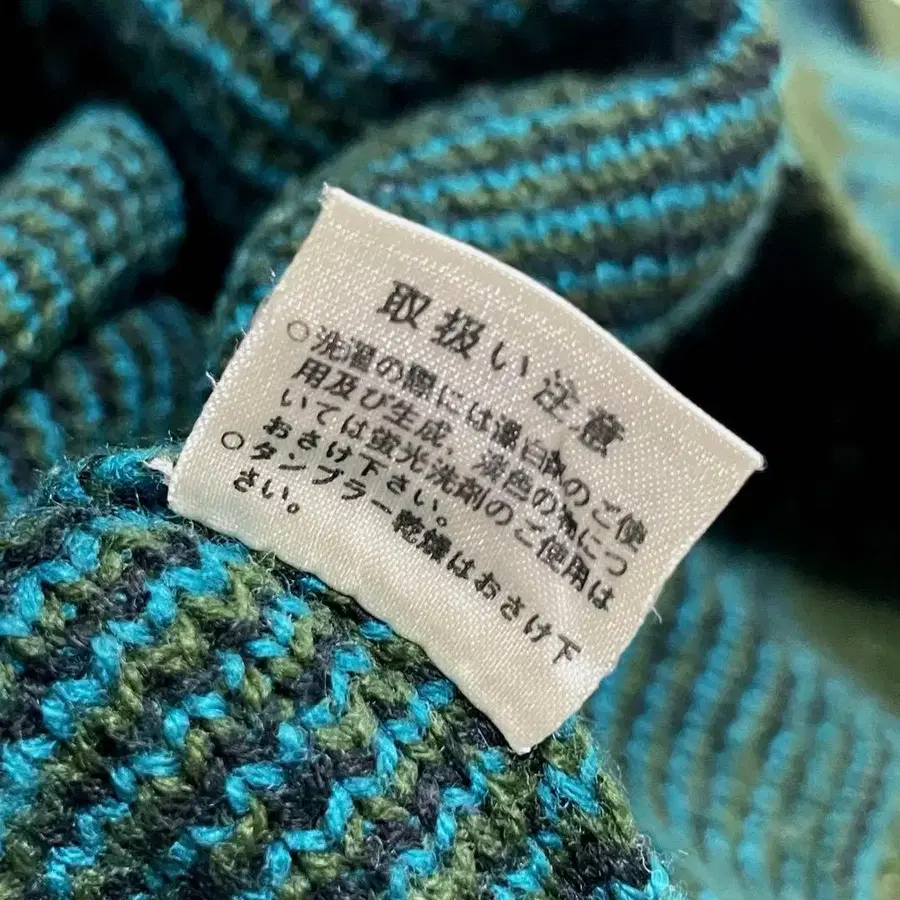 取扱い注意
○洗濯の際には漂白剤のご使
用及び生成、淡色の物につ
いては蛍光洗剤のご使用は
おさけ下さい。
○タンブラー乾燥はおさけ下
さい。